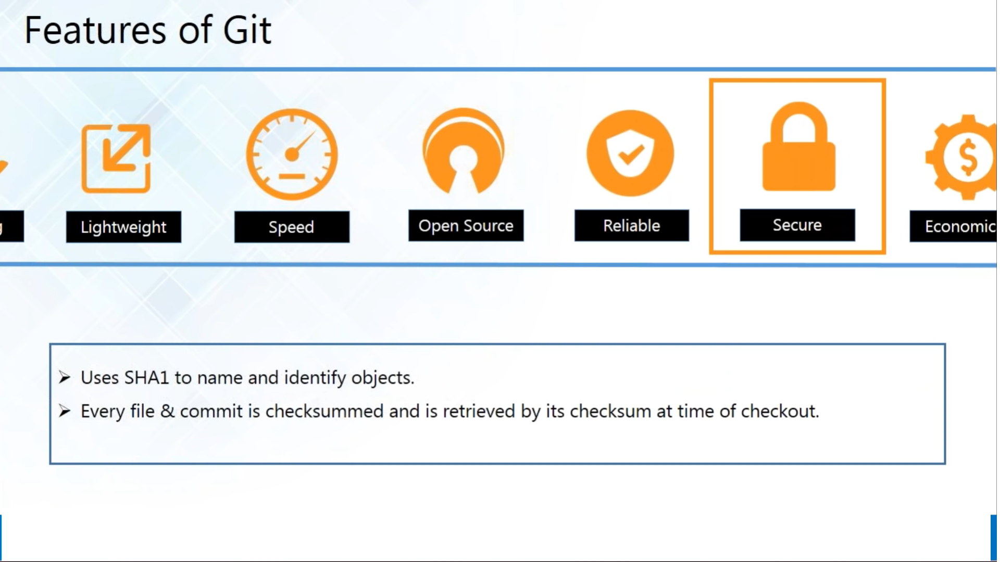 Features of Git
g
Lightweight
Speed
Open Source
Reliable
Secure
Economic
➢ Uses SHA1 to name and identify objects.
➢ Every file & commit is checksummed and is retrieved by its checksum at time of checkout.